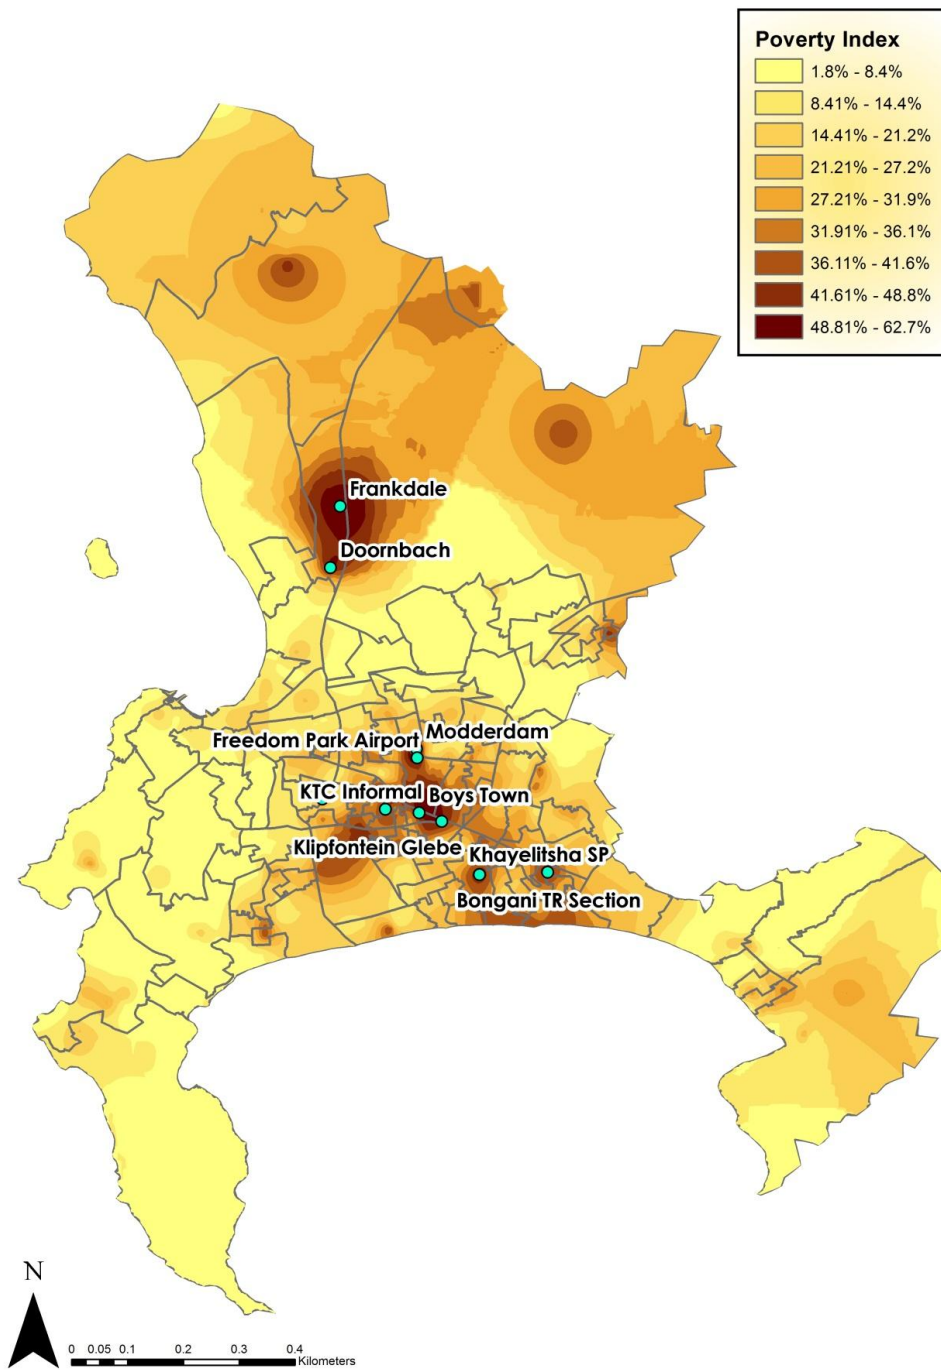 Poverty Index
1.8% - 8.4%
8.41% - 14.4%
14.41% - 21.2%
21.21% - 27.2%
27.21% - 31.9%
31.91% - 36.1%
36.11% - 41.6%
41.61% - 48.8%
48.81% - 62.7%
Frankdale
Doornbach
Modderdam
Freedom Park Airport
KTC Informal
Boys Town
Klipfontein Glebe
Khayelitsha SP
Bongani TR Section
N
0 0.05 0.1 0.2 0.3 0.4
Kilometers